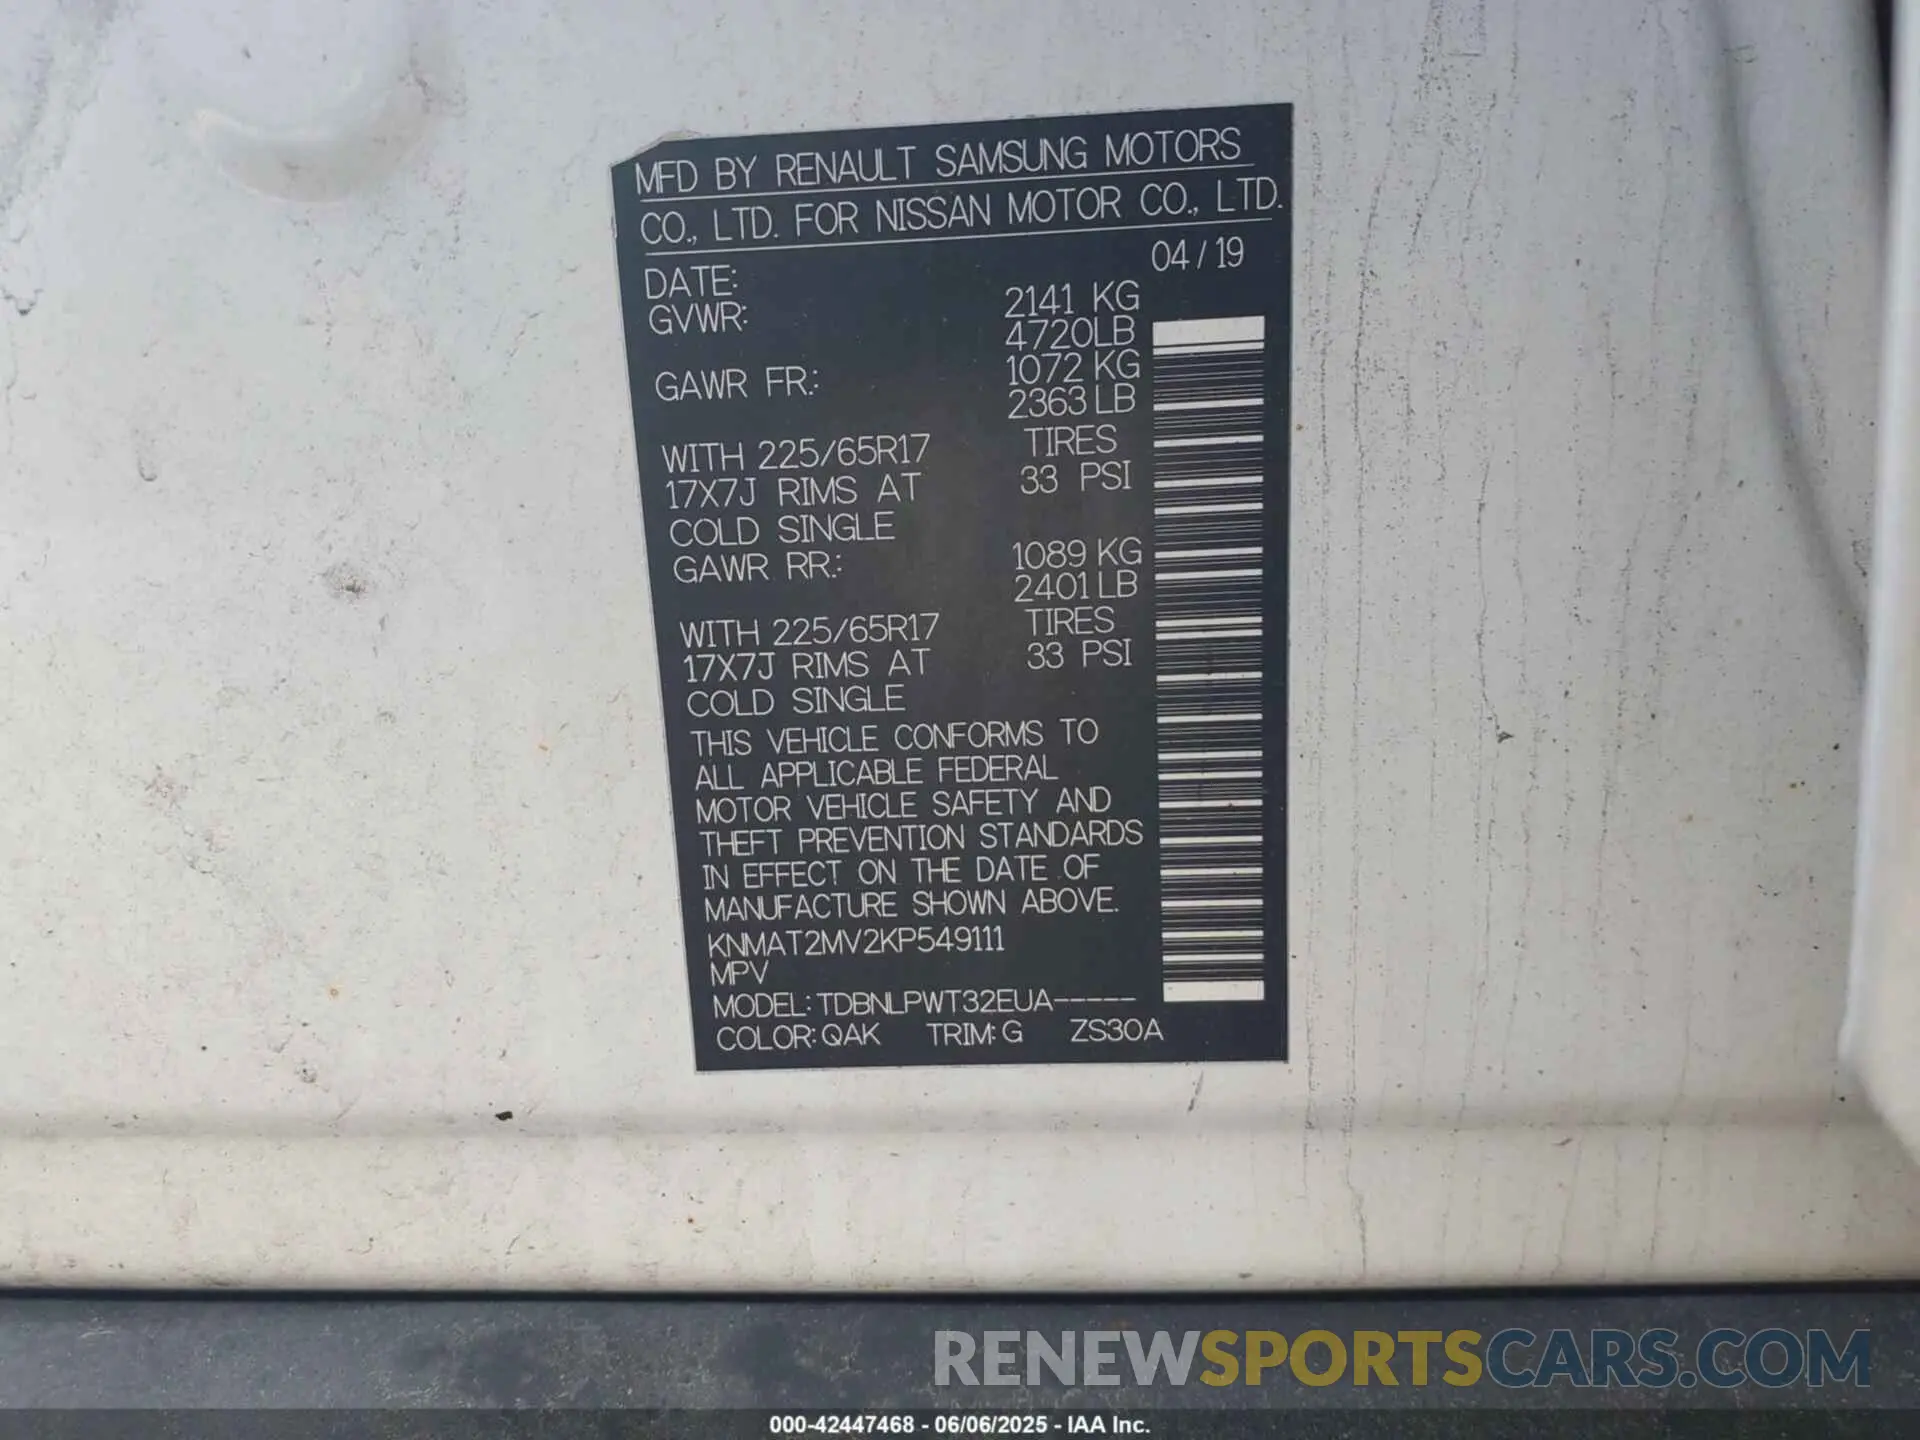 MFD BY RENAULT SAMSUNG MOTORS
CO., LTD. FOR NISSAN MOTOR CO., LTD.
DATE: 04 / 19
GVWR: 2141 KG
4720LB
GAWR FR.: 1072 KG
2363 LB
WITH 225/65R17 TIRES
17X7J RIMS AT 33 PSI
COLD SINGLE
GAWR RR.: 1089 KG
2401 LB
WITH 225/65R17 TIRES
17X7J RIMS AT 33 PSI
COLD SINGLE
THIS VEHICLE CONFORMS TO
ALL APPLICABLE FEDERAL
MOTOR VEHICLE SAFETY AND
THEFT PREVENTION STANDARDS
IN EFFECT ON THE DATE OF
MANUFACTURE SHOWN ABOVE.
KNMAT2MV2KP549111
MPV
MODEL: TDBNLPWT32EUA-----
COLOR: QAK TRIM: G ZS30A
RENEWSPORTSCARS.COM
000-42447468 - 06/06/2025 - IAA Inc.